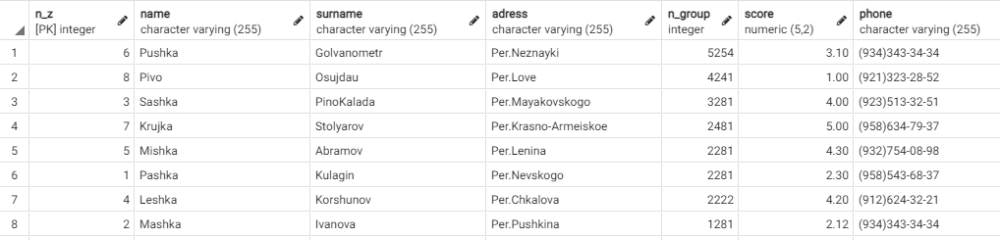 n_z name surname adress n_group score phone
[PK] integer character varying (255) character varying (255) character varying (255) integer numeric (5,2) character varying (255)
1 6 Pushka Golvanometr Per.Neznayki 5254 3.10 (934)343-34-34
2 8 Pivo Osujdau Per.Love 4241 1.00 (921)323-28-52
3 3 Sashka PinoKalada Per.Mayakovskogo 3281 4.00 (923)513-32-51
4 7 Krujka Stolyarov Per.Krasno-Armeiskoe 2481 5.00 (958)634-79-37
5 5 Mishka Abramov Per.Lenina 2281 4.30 (932)754-08-98
6 1 Pashka Kulagin Per.Nevskogo 2281 2.30 (958)543-68-37
7 4 Leshka Korshunov Per.Chkalova 2222 4.20 (912)624-32-21
8 2 Mashka Ivanova Per.Pushkina 1281 2.12 (934)343-34-34